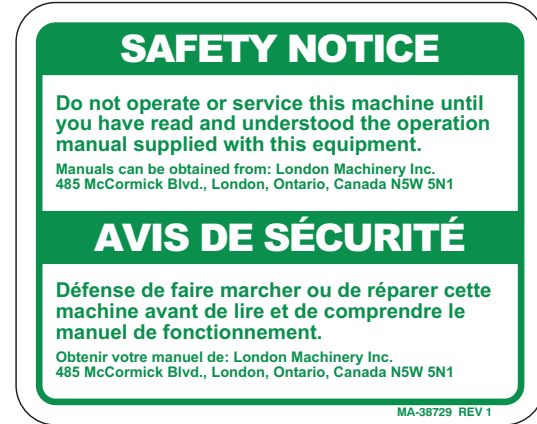 SAFETY NOTICE
Do not operate or service this machine until
you have read and understood the operation
manual supplied with this equipment.
Manuals can be obtained from: London Machinery Inc.
485 McCormick Blvd., London, Ontario, Canada N5W 5N1
AVIS DE SÉCURITÉ
Défense de faire marcher ou de réparer cette
machine avant de lire et de comprendre le
manuel de fonctionnement.
Obtenir votre manuel de: London Machinery Inc.
485 McCormick Blvd., London, Ontario, Canada N5W 5N1
MA-38729 REV 1